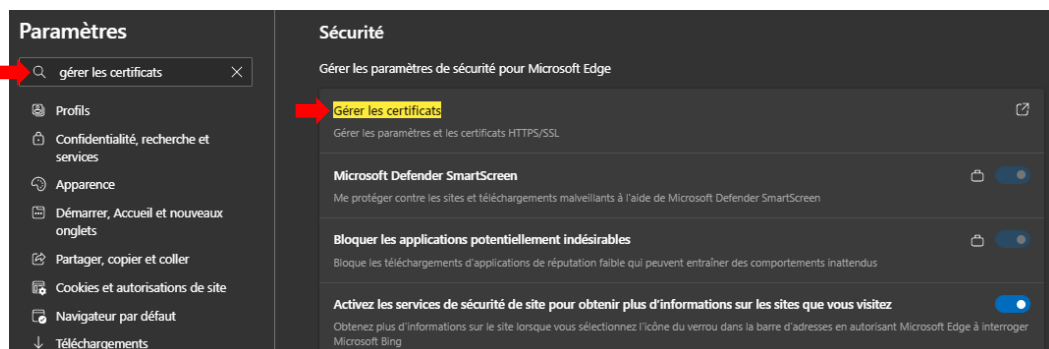 Paramètres
gérer les certificats
Profils
Confidentialité, recherche et
services
Apparence
Démarrer, Accueil et nouveaux
onglets
Partager, copier et coller
Cookies et autorisations de site
Navigateur par défaut
Téléchargements
Sécurité
Gérer les paramètres de sécurité pour Microsoft Edge
Gérer les certificats
Gérer les paramètres et les certificats HTTPS/SSL
Microsoft Defender SmartScreen
Me protéger contre les sites et téléchargements malveillants à l'aide de Microsoft Defender SmartScreen
Bloquer les applications potentiellement indésirables
Bloque les téléchargements d'applications de réputation faible qui peuvent entraîner des comportements inattendus
Activez les services de sécurité de site pour obtenir plus d'informations sur les sites que vous visitez
Obtenez plus d'informations sur le site lorsque vous sélectionnez l'icône du verrou dans la barre d'adresses en autorisant Microsoft Edge à interroger
Microsoft Bing